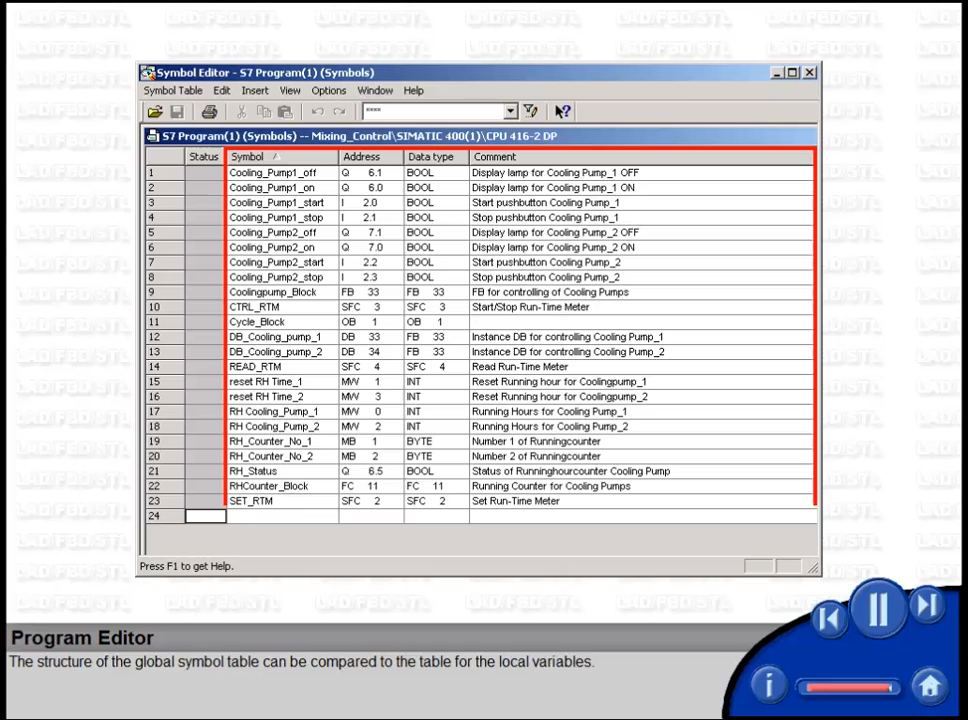 LAD/FBD/STL LAD/FBD/STL LAD/FBD/STL LAD/FBD/STL LAD/FBD/STL
Symbol Editor - S7 Program(1) (Symbols)
Symbol Table Edit Insert View Options Window Help
****
S7 Program(1) (Symbols) -- Mixing_Control\SIMATIC 400(1)\CPU 416-2 DP
Status Symbol Address Data type Comment
1 Cooling_Pump1_off Q 6.1 BOOL Display lamp for Cooling Pump_1 OFF
2 Cooling_Pump1_on Q 6.0 BOOL Display lamp for Cooling Pump_1 ON
3 Cooling_Pump1_start I 2.0 BOOL Start pushbutton Cooling Pump_1
4 Cooling_Pump1_stop I 2.1 BOOL Stop pushbutton Cooling Pump_1
5 Cooling_Pump2_off Q 7.1 BOOL Display lamp for Cooling Pump_2 OFF
6 Cooling_Pump2_on Q 7.0 BOOL Display lamp for Cooling Pump_2 ON
7 Cooling_Pump2_start I 2.2 BOOL Start pushbutton Cooling Pump_2
8 Cooling_Pump2_stop I 2.3 BOOL Stop pushbutton Cooling Pump_2
9 Coolingpump_Block FB 33 FB 33 FB for controlling of Cooling Pumps
10 CTRL_RTM SFC 3 SFC 3 Start/Stop Run-Time Meter
11 Cycle_Block OB 1 OB 1
12 DB_Cooling_pump_1 DB 33 FB 33 Instance DB for controlling Cooling Pump_1
13 DB_Cooling_pump_2 DB 34 FB 33 Instance DB for controlling Cooling Pump_2
14 READ_RTM SFC 4 SFC 4 Read Run-Time Meter
15 reset RH Time_1 MW 1 INT Reset Running hour for Coolingpump_1
16 reset RH Time_2 MW 3 INT Reset Running hour for Coolingpump_2
17 RH Cooling_Pump_1 MW 0 INT Running Hours for Cooling Pump_1
18 RH Cooling_Pump_2 MW 2 INT Running Hours for Cooling Pump_2
19 RH_Counter_No_1 MB 1 BYTE Number 1 of Runningcounter
20 RH_Counter_No_2 MB 2 BYTE Number 2 of Runningcounter
21 RH_Status Q 6.5 BOOL Status of Runninghourcounter Cooling Pump
22 RHCounter_Block FC 11 FC 11 Running Counter for Cooling Pumps
23 SET_RTM SFC 2 SFC 2 Set Run-Time Meter
24
Press F1 to get Help.
Program Editor
The structure of the global symbol table can be compared to the table for the local variables.